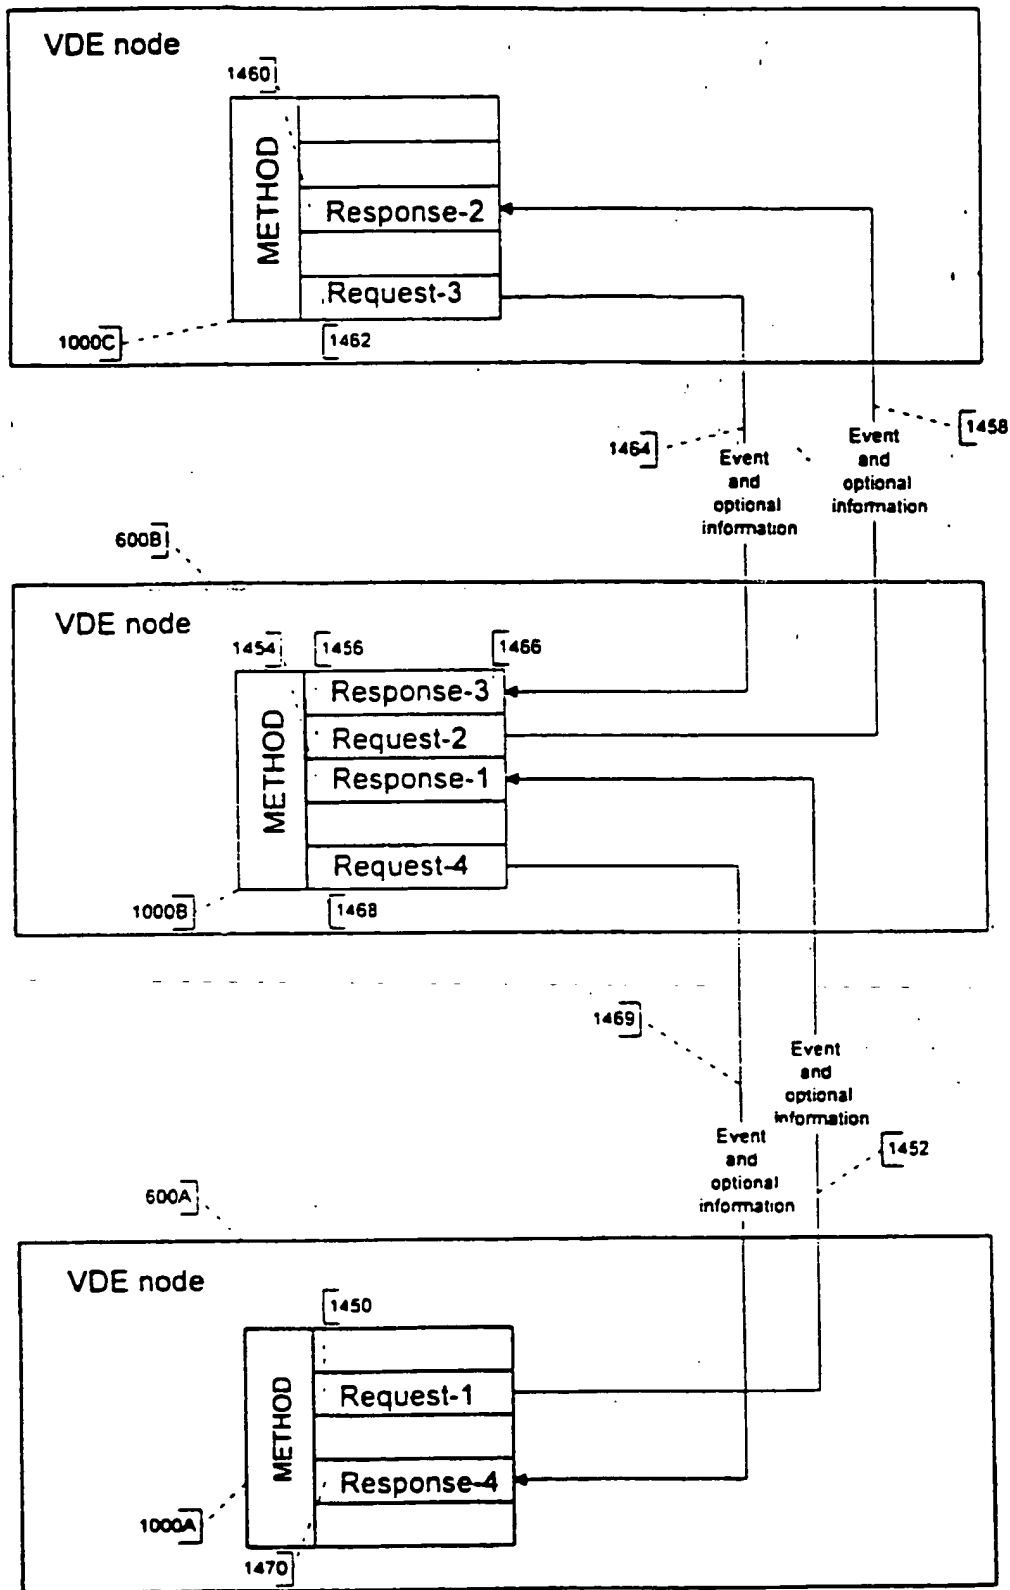 VDE node
1460
METHOD
Response-2
Request-3
1000C
1462
1464
1458
Event
and
optional
information
Event
and
optional
information
600B
VDE node
1454
1456
1466
METHOD
Response-3
Request-2
Response-1
Request-4
1000B
1468
1469
Event
and
optional
information
Event
and
optional
information
1452
600A
VDE node
1450
METHOD
Request-1
Response-4
1000A
1470